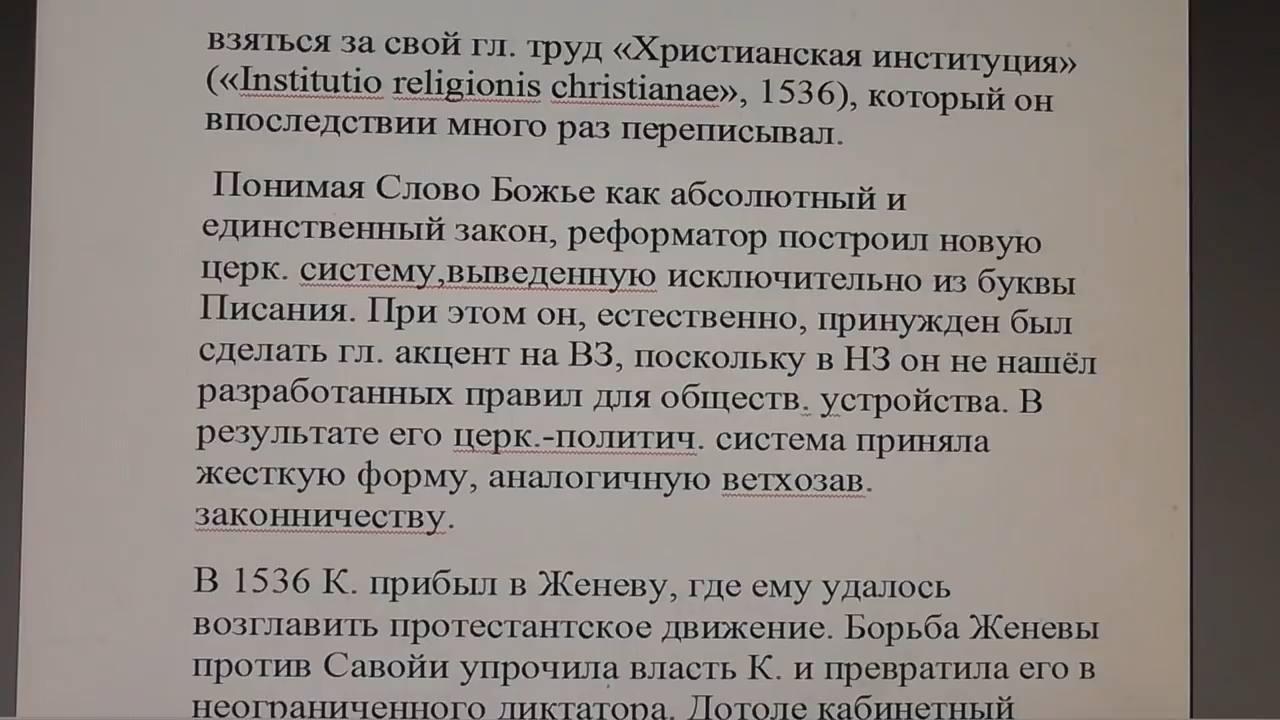 взяться за свой гл. труд «Христианская институция»
(«Institutio religionis christianae», 1536), который он
впоследствии много раз переписывал.
Понимая Слово Божье как абсолютный и
единственный закон, реформатор построил новую
церк. систему,выведенную исключительно из буквы
Писания. При этом он, естественно, принужден был
сделать гл. акцент на ВЗ, поскольку в НЗ он не нашёл
разработанных правил для обществ. устройства. В
результате его церк.-политич. система приняла
жесткую форму, аналогичную ветхозав.
законничеству.
В 1536 К. прибыл в Женеву, где ему удалось
возглавить протестантское движение. Борьба Женевы
против Савойи упрочила власть К. и превратила его в
неограниченного диктатора. Дотоле кабинетный